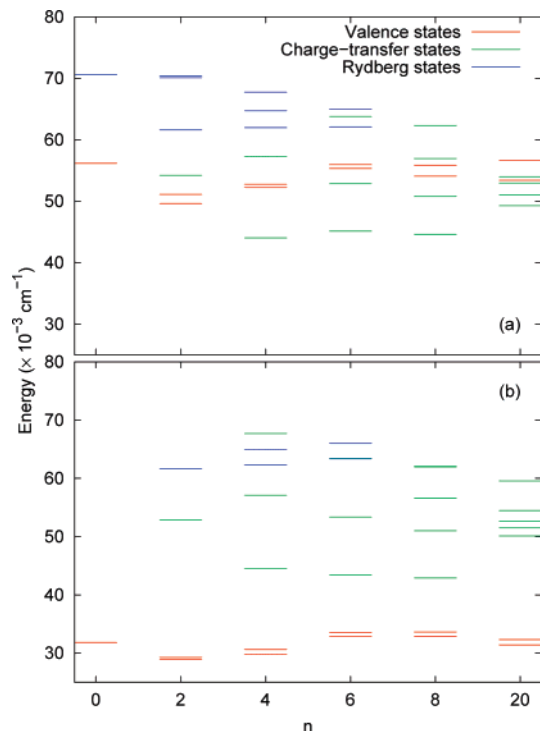 80
Valence states
Charge-transfer states
Rydberg states
70
60
50
40
30
(a)
Energy (× 10⁻³ cm⁻¹)
80
(b)
70
60
50
40
30
0 2 4 6 8 20
n